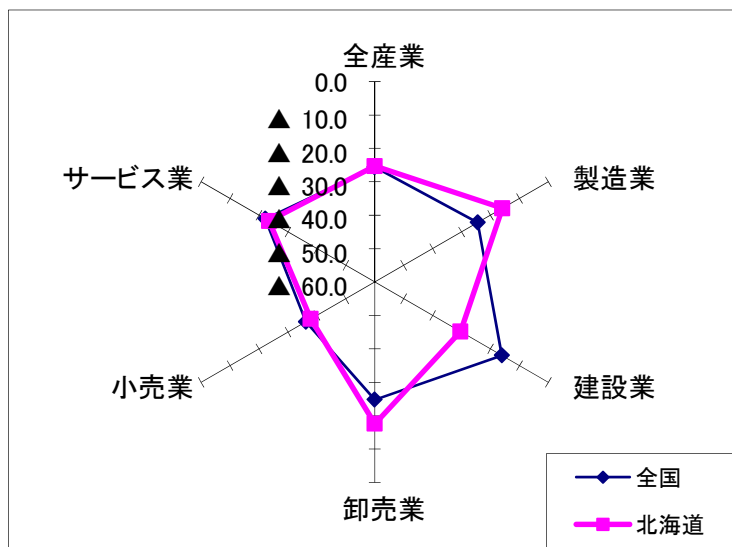 全産業
0.0
▲ 10.0
▲ 20.0
▲ 30.0
▲ 40.0
▲ 50.0
▲ 60.0
サービス業
製造業
小売業
建設業
卸売業
全国
北海道